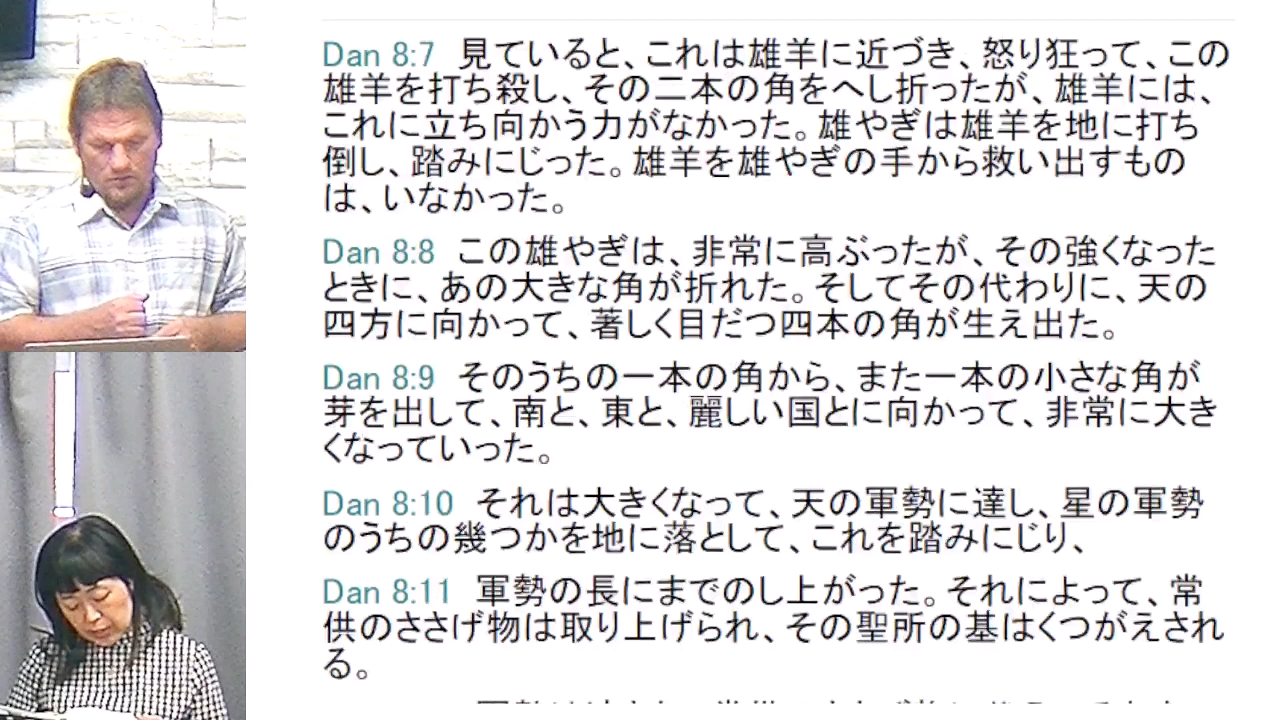 Dan 8:7 見ていると、これは雄羊に近づき、怒り狂って、この
雄羊を打ち殺し、その二本の角をへし折ったが、雄羊には、
これに立ち向かう力がなかった。雄やぎは雄羊を地に打ち
倒し、踏みにじった。雄羊を雄やぎの手から救い出すもの
は、いなかった。
Dan 8:8 この雄やぎは、非常に高ぶったが、その強くなった
ときに、あの大きな角が折れた。そしてその代わりに、天の
四方に向かって、著しく目だつ四本の角が生え出た。
Dan 8:9 そのうちの一本の角から、また一本の小さな角が
芽を出して、南と、東と、麗しい国とに向かって、非常に大き
くなっていった。
Dan 8:10 それは大きくなって、天の軍勢に達し、星の軍勢
のうちの幾つかを地に落として、これを踏みにじり、
Dan 8:11 軍勢の長にまでのし上がった。それによって、常
供のささげ物は取り上げられ、その聖所の基はくつがえされ
る。